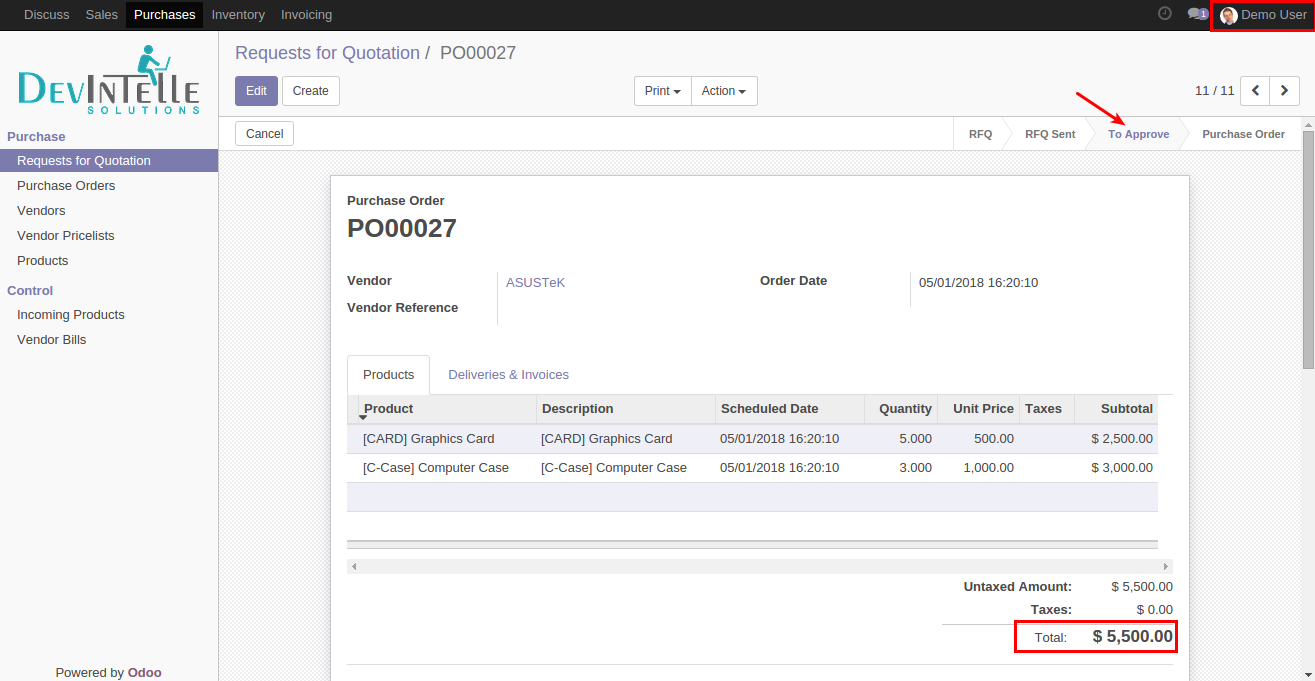 Discuss Sales Purchases Inventory Invoicing 1 Demo User
DEVINTELLE
SOLUTIONS
Purchase
Requests for Quotation
Purchase Orders
Vendors
Vendor Pricelists
Products
Control
Incoming Products
Vendor Bills
Powered by Odoo
Requests for Quotation / PO00027
Edit Create Print Action 11 / 11
Cancel RFQ RFQ Sent To Approve Purchase Order
Purchase Order
PO00027
Vendor ASUSTeK Order Date 05/01/2018 16:20:10
Vendor Reference
Products Deliveries & Invoices
Product Description Scheduled Date Quantity Unit Price Taxes Subtotal
[CARD] Graphics Card [CARD] Graphics Card 05/01/2018 16:20:10 5.000 500.00 $ 2,500.00
[C-Case] Computer Case [C-Case] Computer Case 05/01/2018 16:20:10 3.000 1,000.00 $ 3,000.00
Untaxed Amount: $ 5,500.00
Taxes: $ 0.00
Total: $ 5,500.00